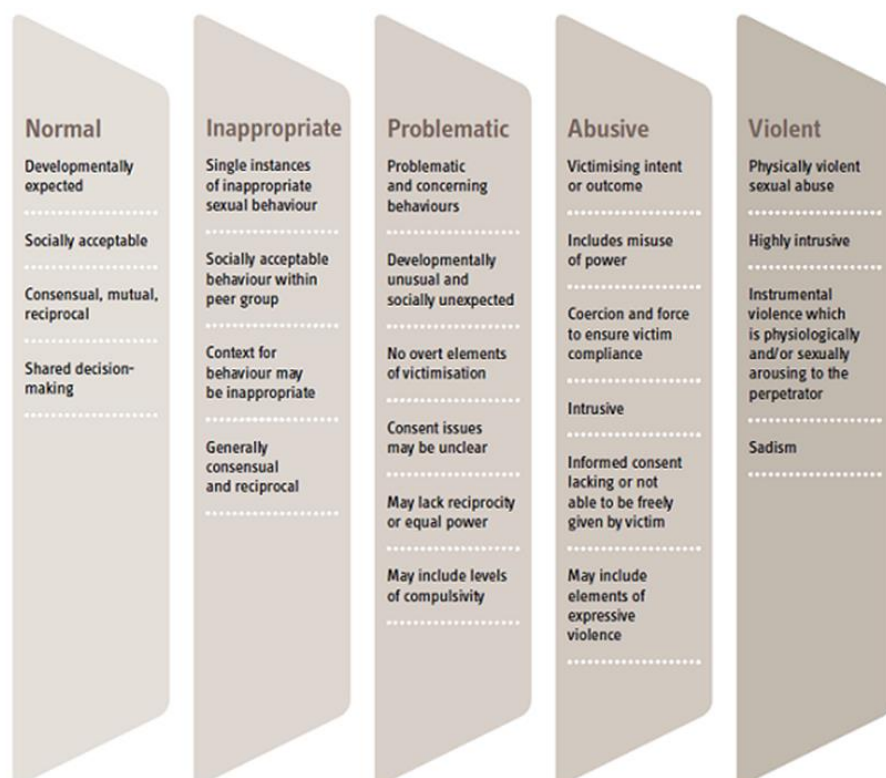 Normal
Developmentally
expected
Socially acceptable
Consensual, mutual,
reciprocal
Shared decision-
making
Inappropriate
Single instances
of inappropriate
sexual behaviour
Socially acceptable
behaviour within
peer group
Context for
behaviour may
be inappropriate
Generally
consensual
and reciprocal
Problematic
Problematic
and concerning
behaviours
Developmentally
unusual and
socially unexpected
No overt elements
of victimisation
Consent issues
may be unclear
May lack reciprocity
or equal power
May include levels
of compulsivity
Abusive
Victimising intent
or outcome
Includes misuse
of power
Coercion and force
to ensure victim
compliance
Intrusive
Informed consent
lacking or not
able to be freely
given by victim
May include
elements of
expressive
violence
Violent
Physically violent
sexual abuse
Highly intrusive
Instrumental
violence which
is physiologically
and/or sexually
arousing to the
perpetrator
Sadism